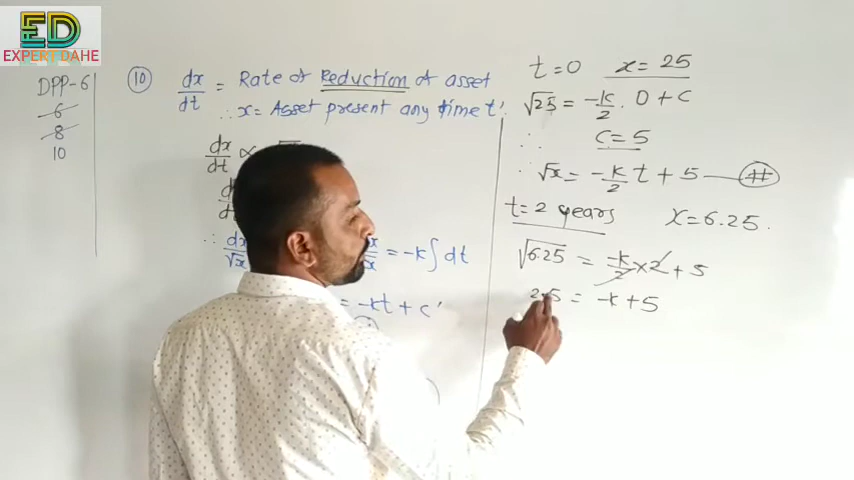 ED
EXPERT DAHE
DPP-6
6
8
10
10 dx/dt = Rate of Reduction of asset
∴ x = Asset present any time t'.
dx/dt ∝
∴ dx/√x = -k∫dt
= -kt + c'
t=0 x=25
√25 = -k/2 . 0 + c
∴ c=5
∴ √x = -k/2 t + 5 — #
t=2 years x=6.25.
√6.25 = -k/2 × 2 + 5
2.5 = -k+5